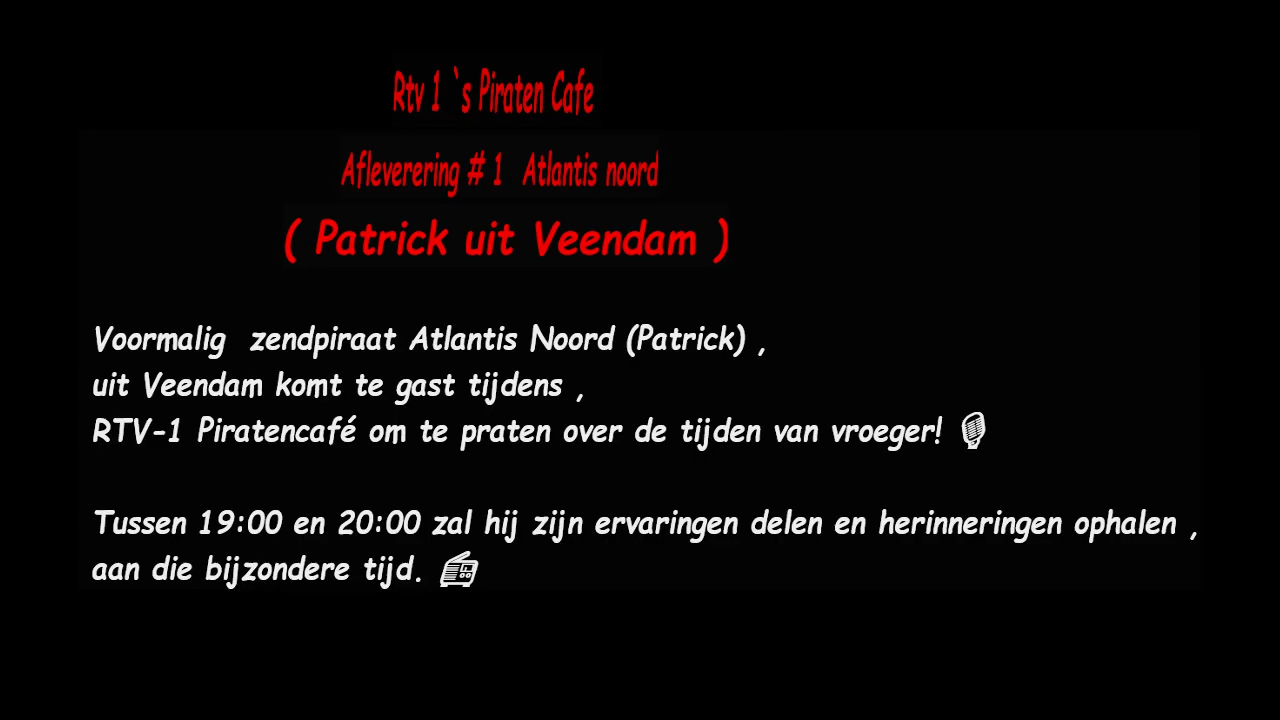 Rtv 1 `s Piraten Cafe
Afleverering # 1 Atlantis noord
( Patrick uit Veendam )
Voormalig zendpiraat Atlantis Noord (Patrick) ,
uit Veendam komt te gast tijdens ,
RTV-1 Piratencafé om te praten over de tijden van vroeger! 🎙
Tussen 19:00 en 20:00 zal hij zijn ervaringen delen en herinneringen ophalen ,
aan die bijzondere tijd. 📻